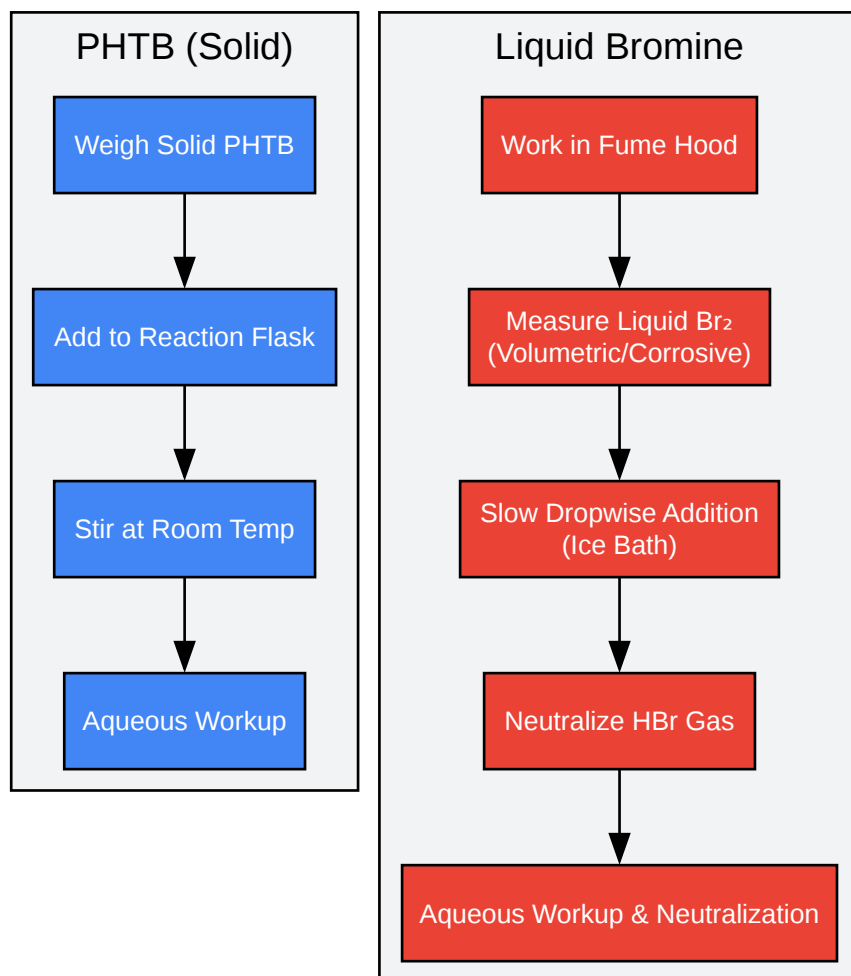 PHTB (Solid)
Weigh Solid PHTB
Add to Reaction Flask
Stir at Room Temp
Aqueous Workup
Liquid Bromine
Work in Fume Hood
Measure Liquid Br₂
(Volumetric/Corrosive)
Slow Dropwise Addition
(Ice Bath)
Neutralize HBr Gas
Aqueous Workup & Neutralization